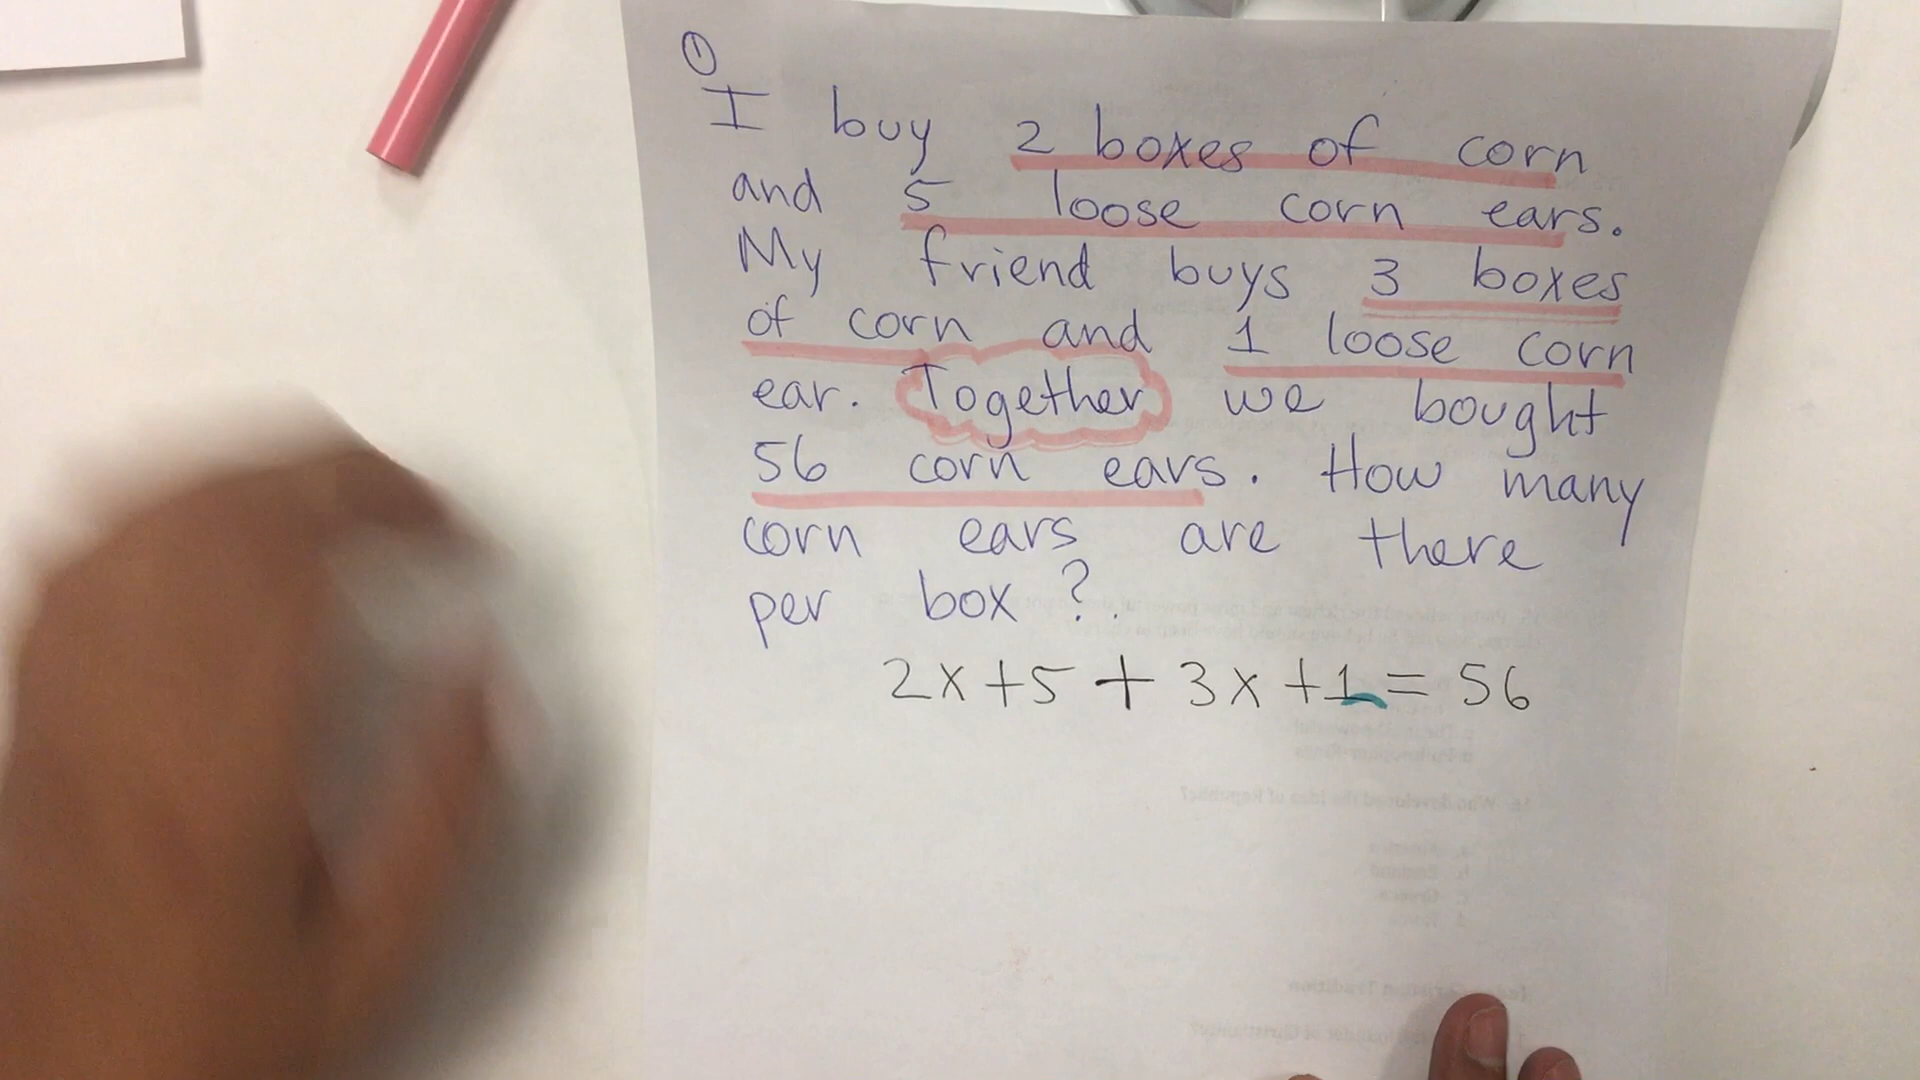 ①
I buy 2 boxes of corn
and 5 loose corn ears.
My friend buys 3 boxes
of corn and 1 loose corn
ear. Together we bought
56 corn ears. How many
corn ears are there
per box?
2x+5 + 3x+1 = 56